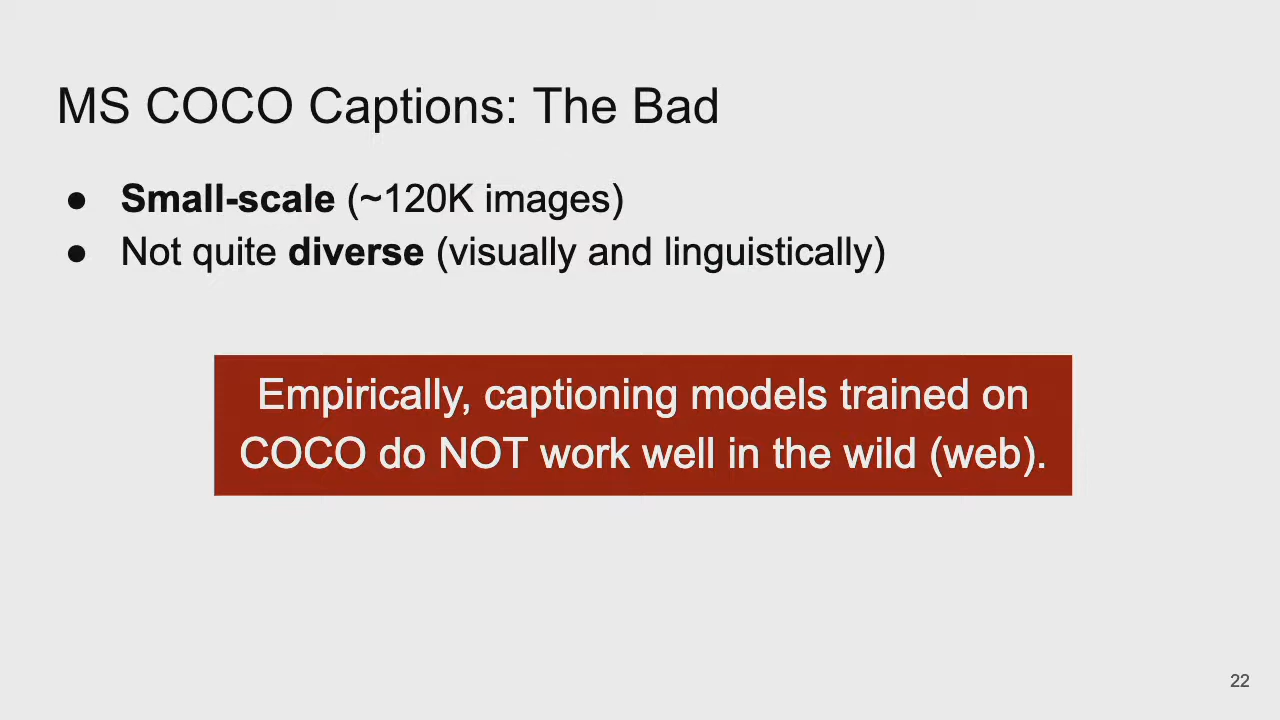 MS COCO Captions: The Bad
● Small-scale (~120K images)
● Not quite diverse (visually and linguistically)
Empirically, captioning models trained on
COCO do NOT work well in the wild (web).
22